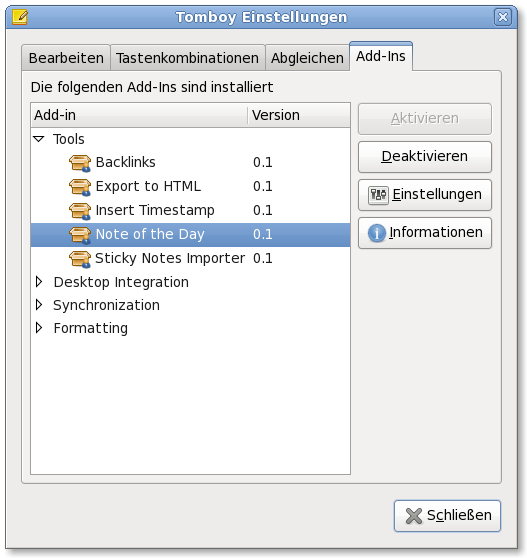 Tomboy Einstellungen
Bearbeiten Tastenkombinationen Abgleichen Add-Ins
Die folgenden Add-Ins sind installiert
Add-in Version
Aktivieren
Tools
Deaktivieren
Backlinks 0.1
Export to HTML 0.1
Einstellungen
Insert Timestamp 0.1
Note of the Day 0.1
Informationen
Sticky Notes Importer 0.1
Desktop Integration
Synchronization
Formatting
Schließen